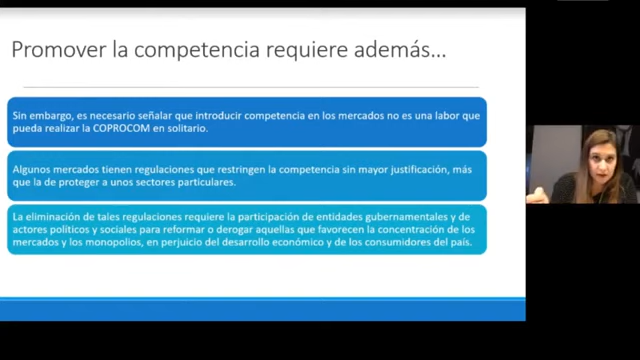 Promover la competencia requiere además...
Sin embargo, es necesario señalar que introducir competencia en los mercados no es una labor que
pueda realizar la COPROCOM en solitario.
Algunos mercados tienen regulaciones que restringen la competencia sin mayor justificación, más
que la de proteger a unos sectores particulares.
La eliminación de tales regulaciones requiere la participación de entidades gubernamentales y de
actores políticos y sociales para reformar o derogar aquellas que favorecen la concentración de los
mercados y los monopolios, en perjuicio del desarrollo económico y de los consumidores del país.